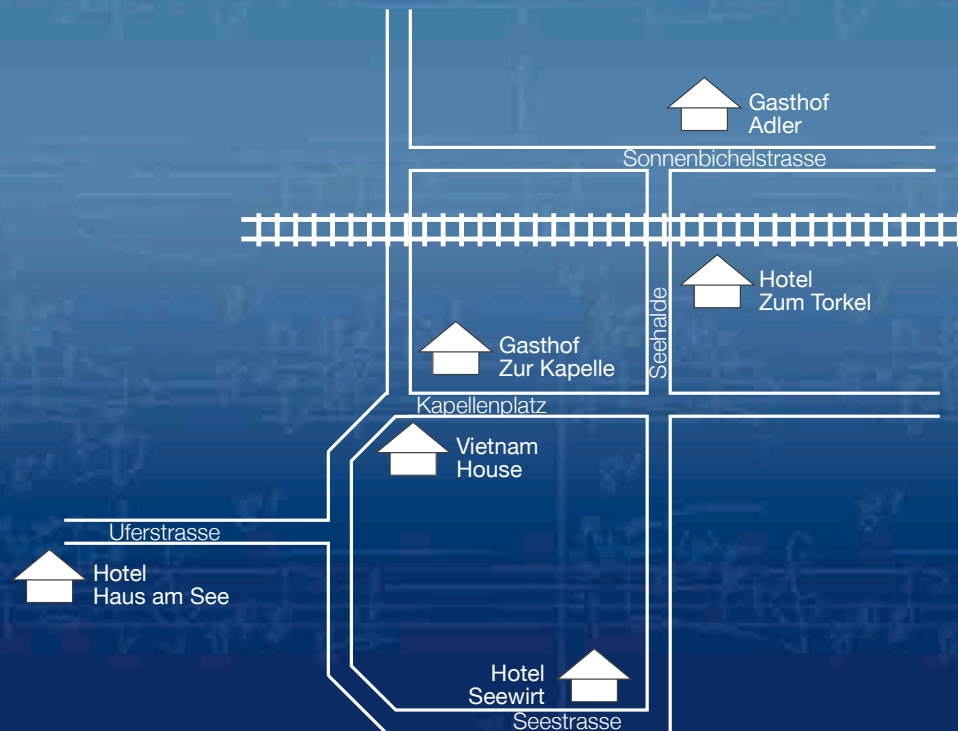 Gasthof
Adler
Sonnenbichelstrasse
Hotel
Zum Torkel
Seehalde
Gasthof
Zur Kapelle
Kapellenplatz
Vietnam
House
Uferstrasse
Hotel
Haus am See
Hotel
Seewirt
Seestrasse